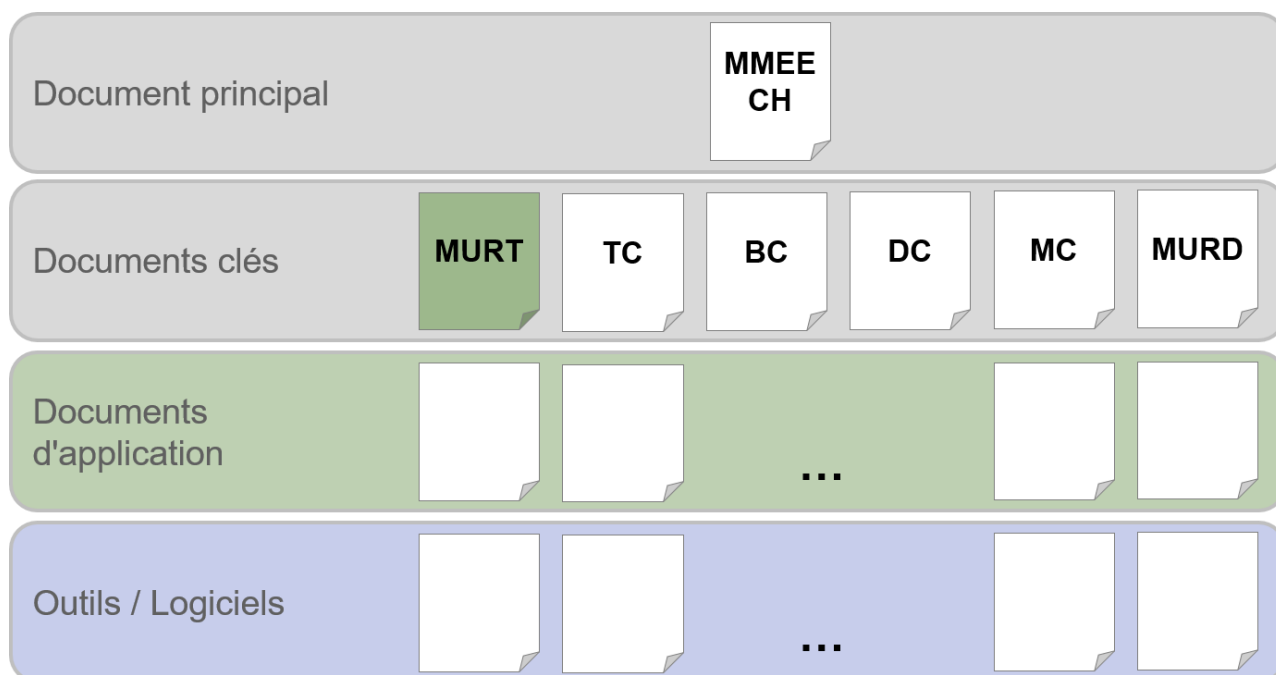 Document principal
MMEE
CH
Documents clés
MURT
TC
BC
DC
MC
MURD
Documents
d'application
...
Outils / Logiciels
...